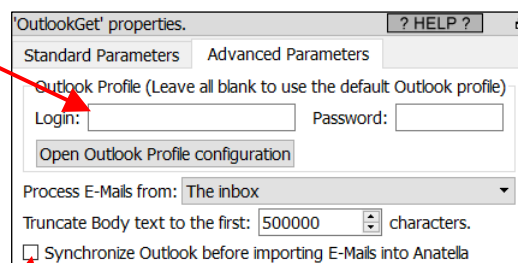 'OutlookGet' properties. ? HELP ?
Standard Parameters Advanced Parameters
Outlook Profile (Leave all blank to use the default Outlook profile)
Login: Password:
Open Outlook Profile configuration
Process E-Mails from: The inbox
Truncate Body text to the first: 500000 characters.
Synchronize Outlook before importing E-Mails into Anatella